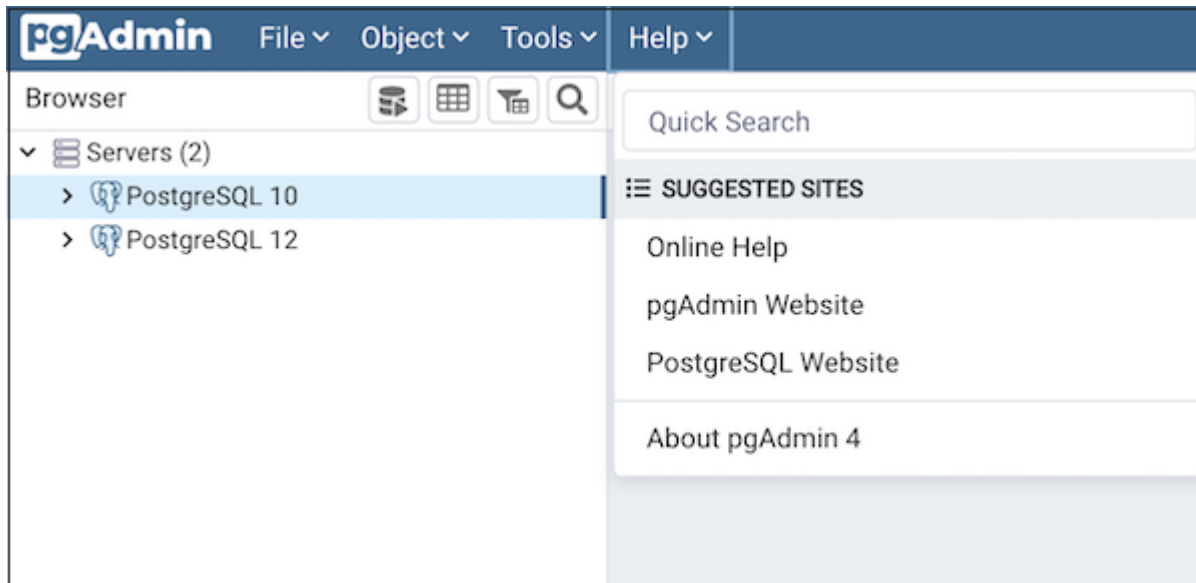 pgAdmin File Object Tools Help
Browser
Servers (2)
PostgreSQL 10
PostgreSQL 12
Quick Search
SUGGESTED SITES
Online Help
pgAdmin Website
PostgreSQL Website
About pgAdmin 4